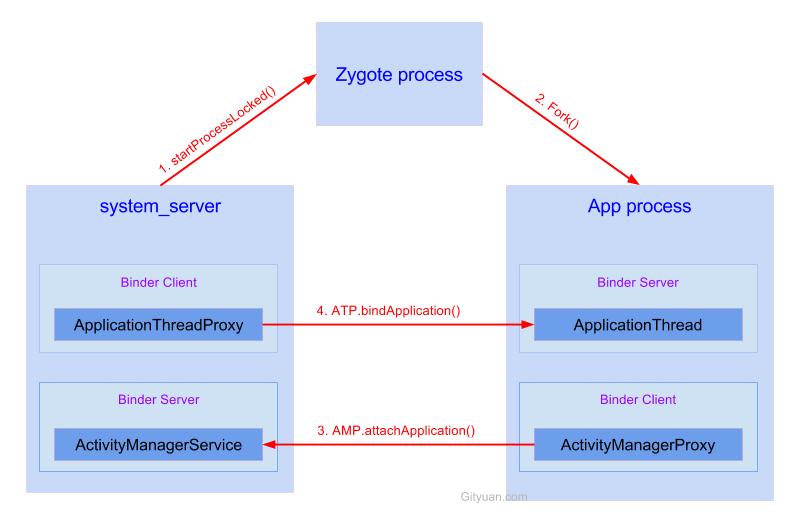 Zygote process
1. startProcessLocked()
2. Fork()
system_server
App process
Binder Client
ApplicationThreadProxy
4. ATP.bindApplication()
Binder Server
ApplicationThread
Binder Server
ActivityManagerService
3. AMP.attachApplication()
Binder Client
ActivityManagerProxy
Gityuan.com